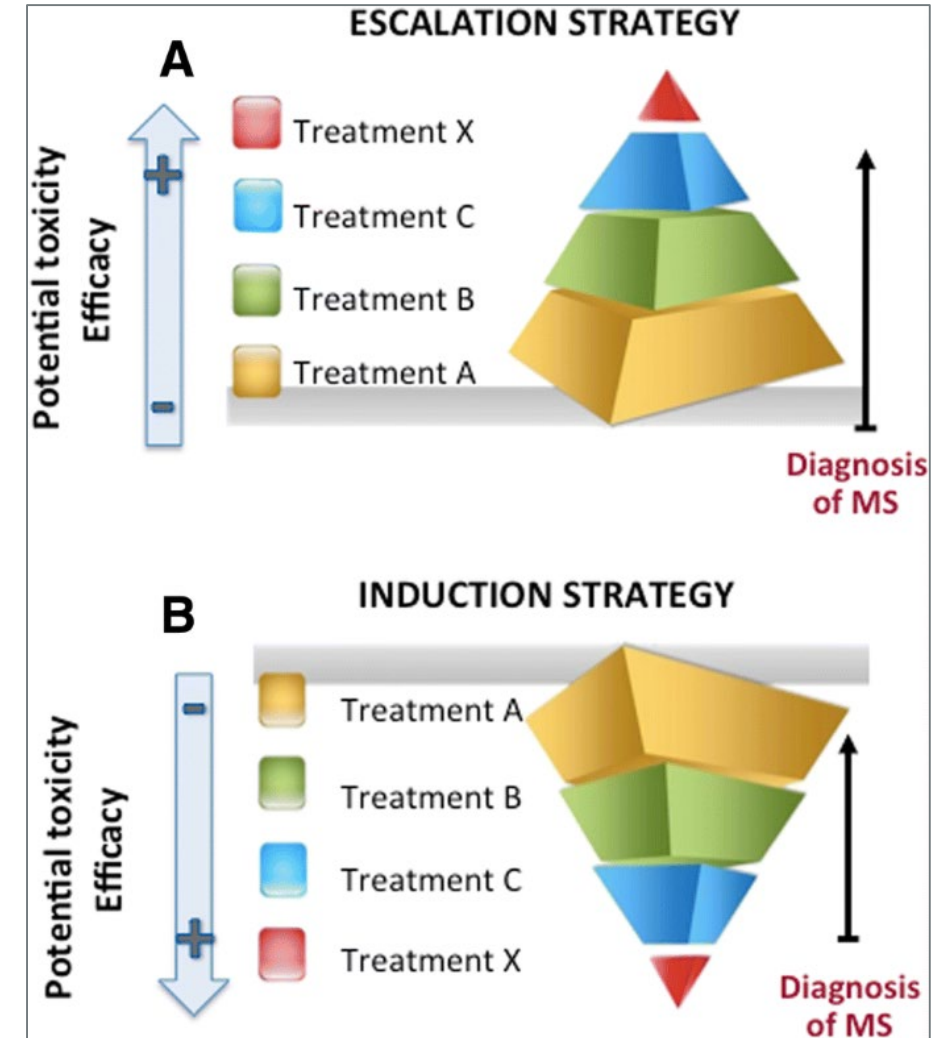 ESCALATION STRATEGY
A
Potential toxicity
Efficacy
+
-
Treatment X
Treatment C
Treatment B
Treatment A
Diagnosis
of MS
INDUCTION STRATEGY
B
Potential toxicity
Efficacy
-
+
Treatment A
Treatment B
Treatment C
Treatment X
Diagnosis
of MS